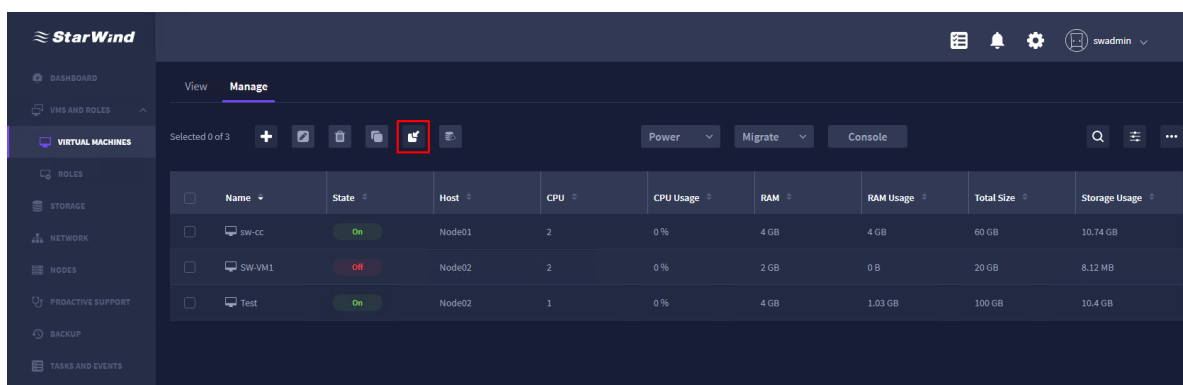 StarWind
swadmin
DASHBOARD
VMS AND ROLES
VIRTUAL MACHINES
ROLES
STORAGE
NETWORK
NODES
PROACTIVE SUPPORT
BACKUP
TASKS AND EVENTS
View Manage
Selected 0 of 3 Power Migrate Console
Name State Host CPU CPU Usage RAM RAM Usage Total Size Storage Usage
sw-cc On Node01 2 0 % 4 GB 4 GB 60 GB 10.74 GB
SW-VM1 Off Node02 2 0 % 2 GB 0 B 20 GB 8.12 MB
Test On Node02 1 0 % 4 GB 1.03 GB 100 GB 10.4 GB